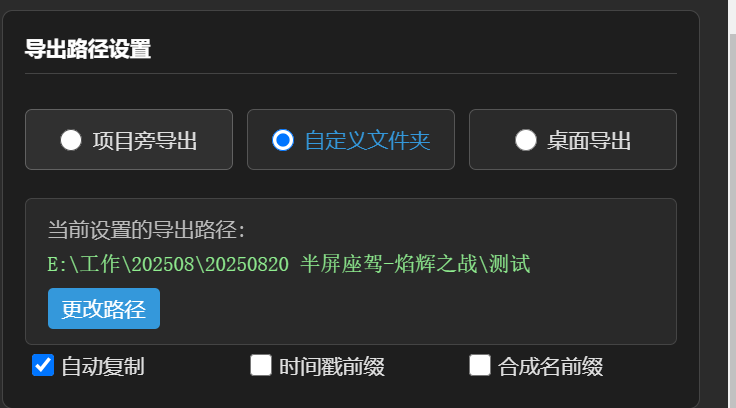 导出路径设置
项目旁导出 自定义文件夹 桌面导出
当前设置的导出路径:
E:\工作\202508\20250820 半屏座驾-焰辉之战\测试
更改路径
自动复制 时间戳前缀 合成名前缀